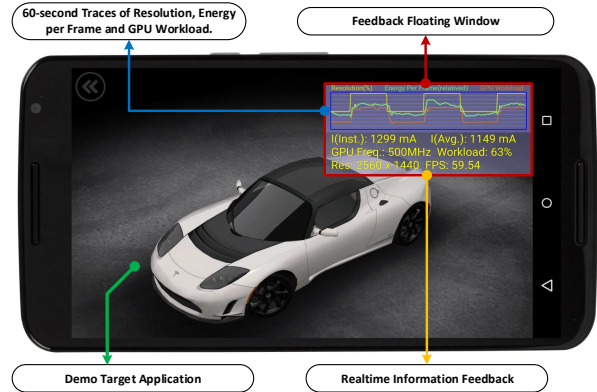 60-second Traces of Resolution, Energy
per Frame and GPU Workload.
Feedback Floating Window
Resolution(%) Energy Per Frame(relatived) GPU Workload
I(Inst.): 1299 mA I(Avg.): 1149 mA
GPU Freq.: 500MHz Workload: 63%
Res: 2560 x 1440 FPS: 59.54
Demo Target Application
Realtime Information Feedback